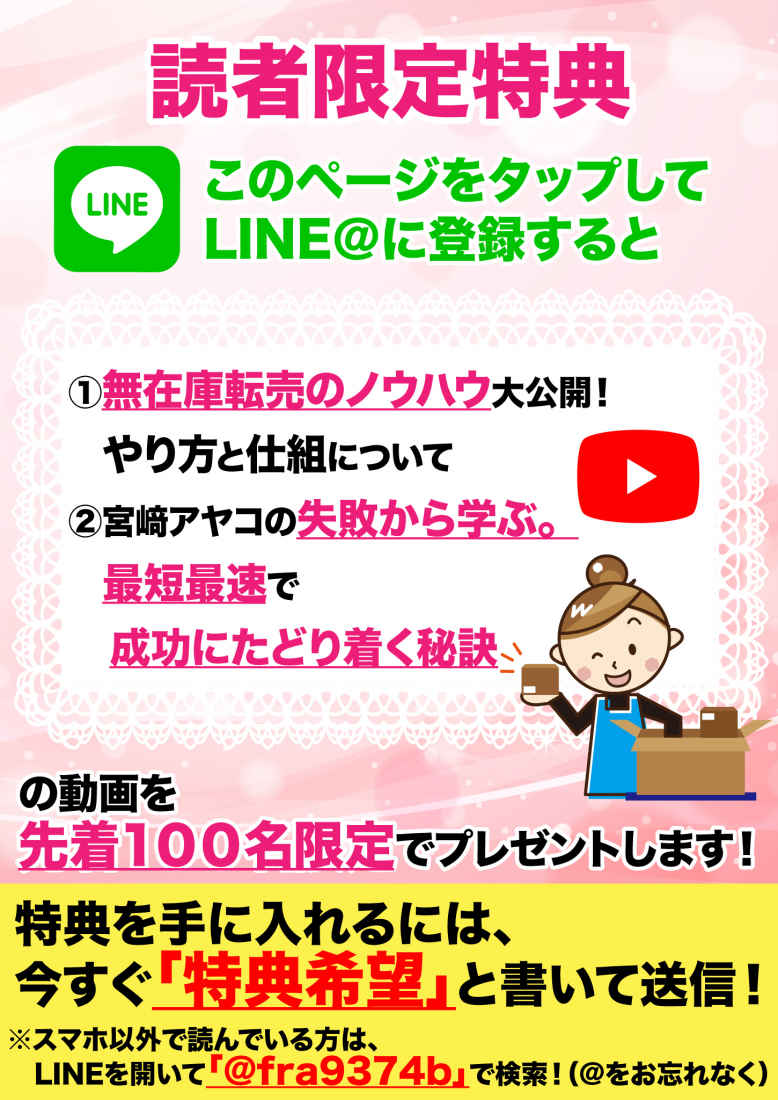 読者限定特典
LINE
このページをタップして
LINE@に登録すると
①無在庫転売のノウハウ大公開！
やり方と仕組について
②宮﨑アヤコの失敗から学ぶ。
最短最速で
成功にたどり着く秘訣
の動画を
先着100名限定でプレゼントします！
特典を手に入れるには、
今すぐ「特典希望」と書いて送信！
※スマホ以外で読んでいる方は、
LINEを開いて「@fra9374b」で検索！（@をお忘れなく）